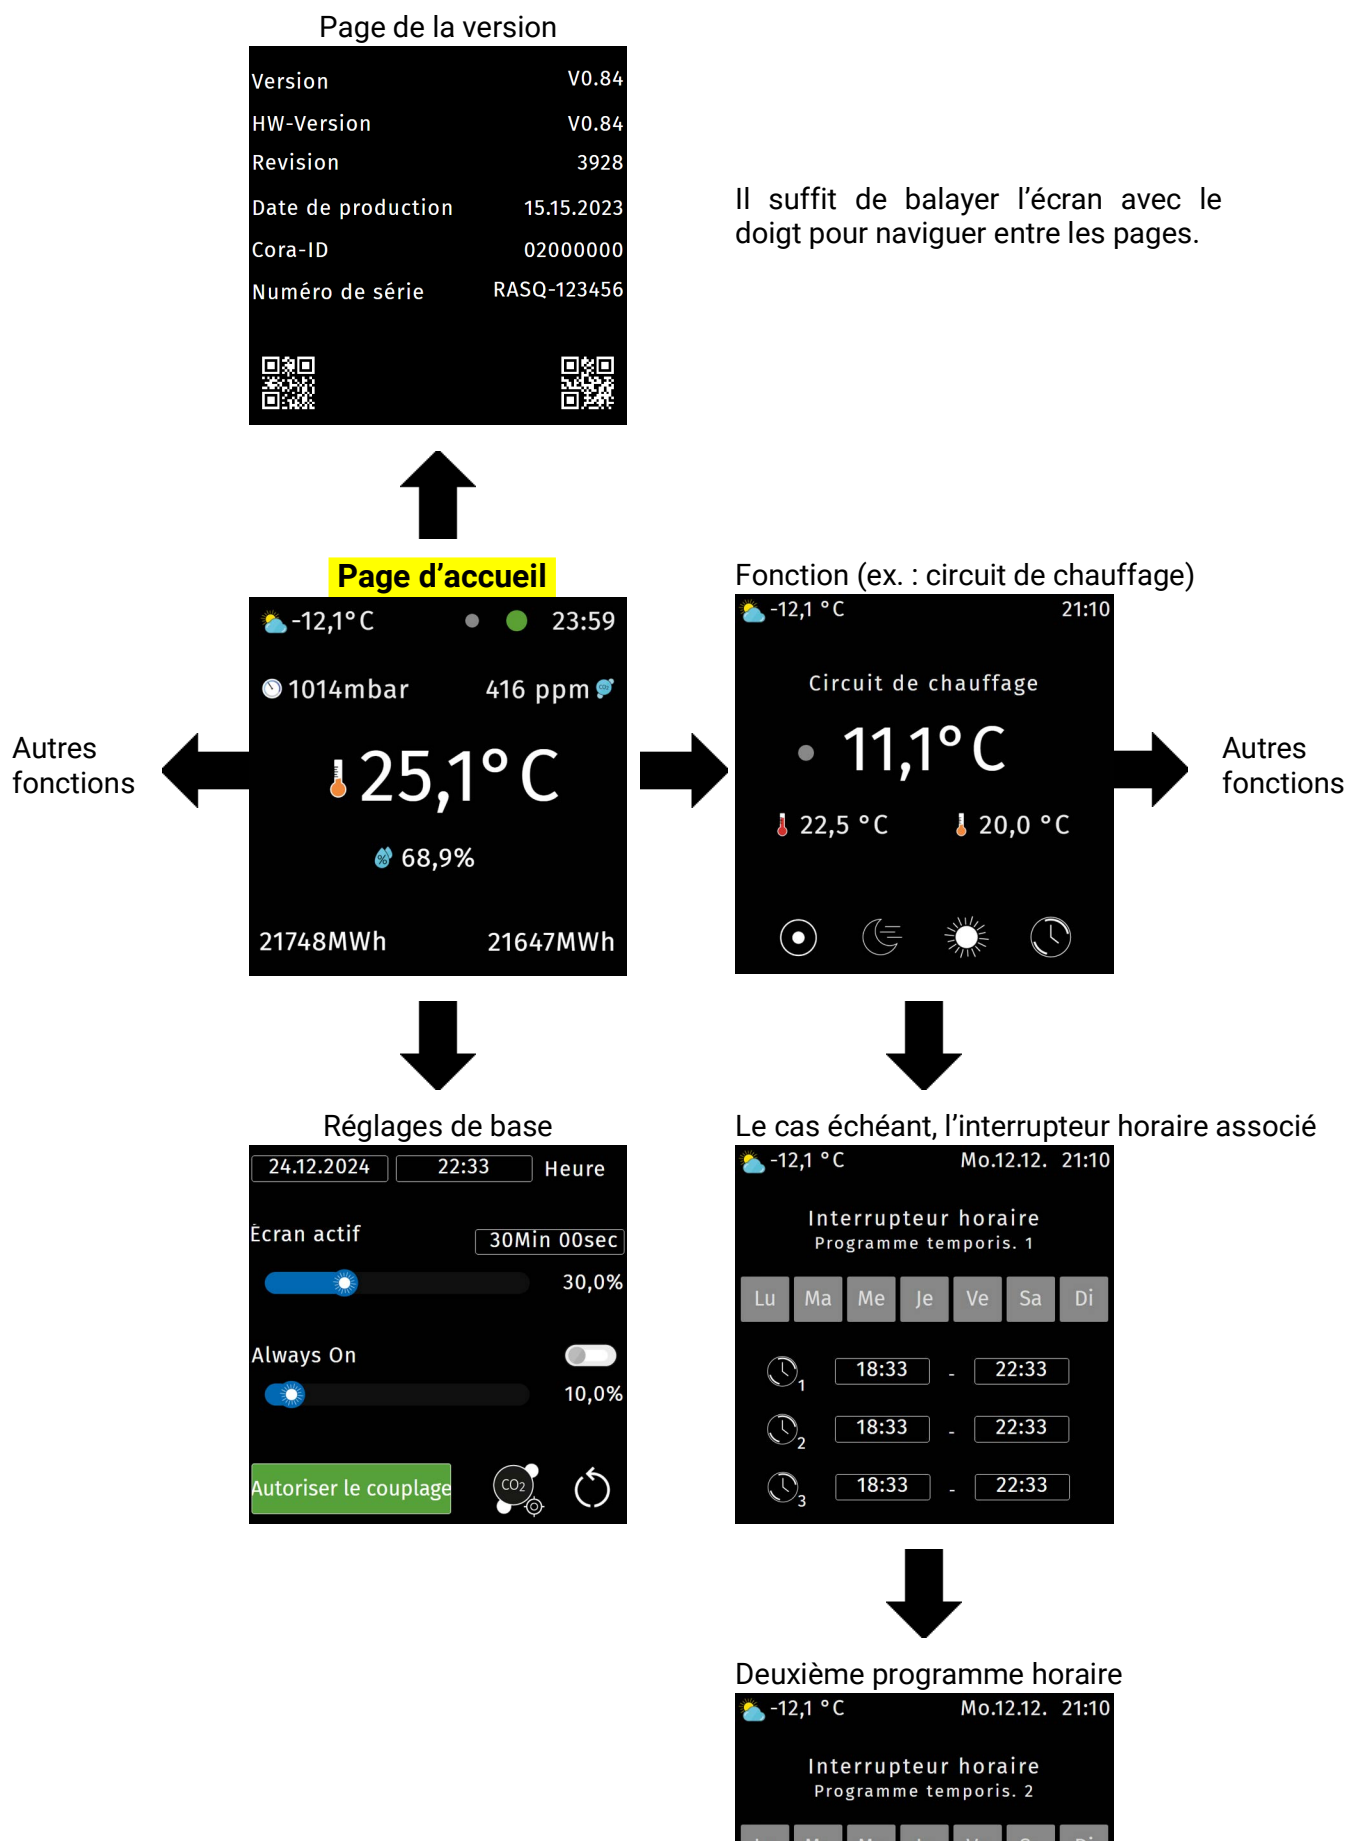 Page de la version
Version V0.84
HW-Version V0.84
Revision 3928
Date de production 15.15.2023
Cora-ID 02000000
Numéro de série RASQ-123456
Il suffit de balayer l’écran avec le
doigt pour naviguer entre les pages.
Page d’accueil
-12,1°C 23:59
1014mbar 416 ppm
25,1°C
68,9%
21748MWh 21647MWh
Autres
fonctions
Fonction (ex. : circuit de chauffage)
-12,1 °C 21:10
Circuit de chauffage
11,1°C
22,5 °C 20,0 °C
Autres
fonctions
Réglages de base
24.12.2024 22:33 Heure
Écran actif 30Min 00sec
30,0%
Always On
10,0%
Autoriser le couplage CO2
Le cas échéant, l’interrupteur horaire associé
-12,1 °C Mo.12.12. 21:10
Interrupteur horaire
Programme temporis. 1
Lu Ma Me Je Ve Sa Di
1 18:33 - 22:33
2 18:33 - 22:33
3 18:33 - 22:33
Deuxième programme horaire
-12,1 °C Mo.12.12. 21:10
Interrupteur horaire
Programme temporis. 2